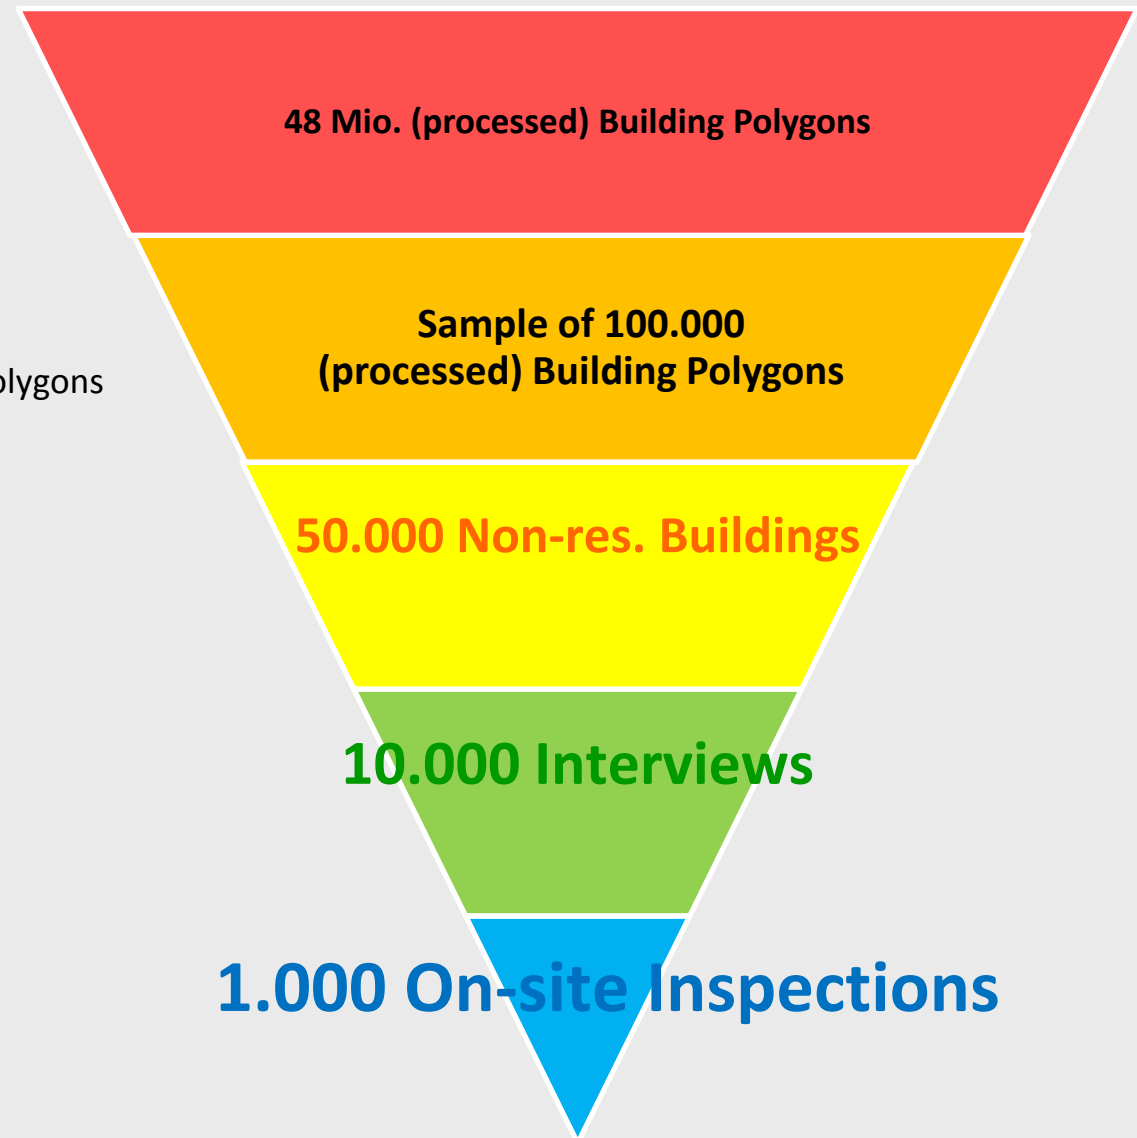 48 Mio. (processed) Building Polygons
Sample of 100.000
(processed) Building Polygons
olygons
50.000 Non-res. Buildings
10.000 Interviews
1.000 On-site Inspections